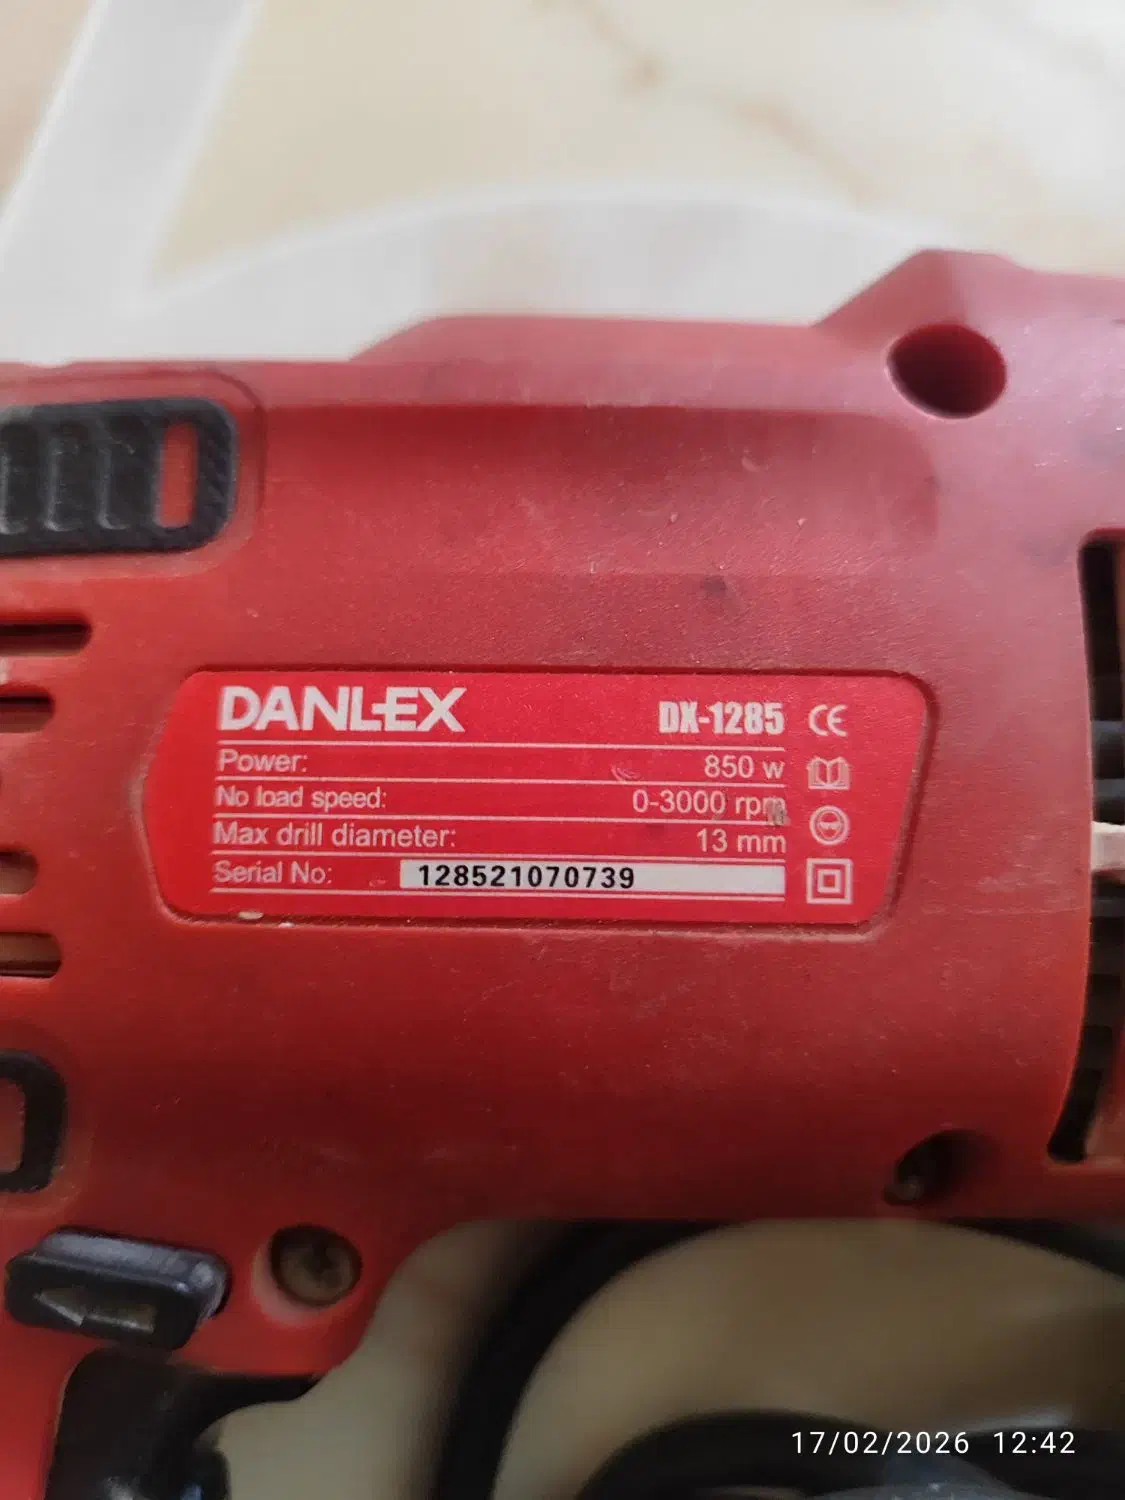 DANLEX DX-1285 CE
Power: 850 w
No load speed: 0-3000 rpm
Max drill diameter: 13 mm
Serial No: 128521070739
17/02/2026 12:42